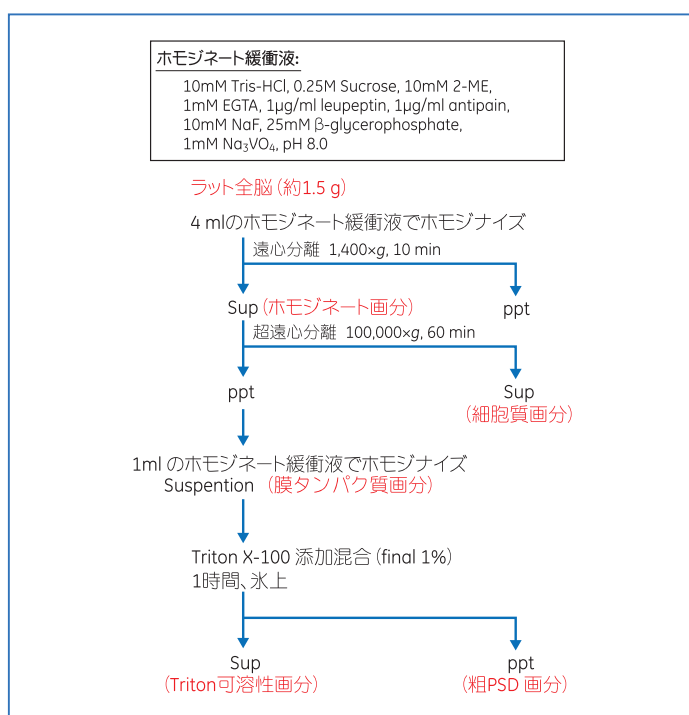 ホモジネート緩衝液:
10mM Tris-HCl, 0.25M Sucrose, 10mM 2-ME,
1mM EGTA, 1µg/ml leupeptin, 1µg/ml antipain,
10mM NaF, 25mM β-glycerophosphate,
1mM Na₃VO₄, pH 8.0
ラット全脳（約1.5 g）
4 mlのホモジネート緩衝液でホモジナイズ
遠心分離 1,400×g, 10 min
Sup（ホモジネート画分）
ppt
超遠心分離 100,000×g, 60 min
ppt
Sup
（細胞質画分）
1ml のホモジネート緩衝液でホモジナイズ
Suspention （膜タンパク質画分）
Triton X-100 添加混合（final 1%）
1時間、氷上
Sup
（Triton可溶性画分）
ppt
（粗PSD 画分）